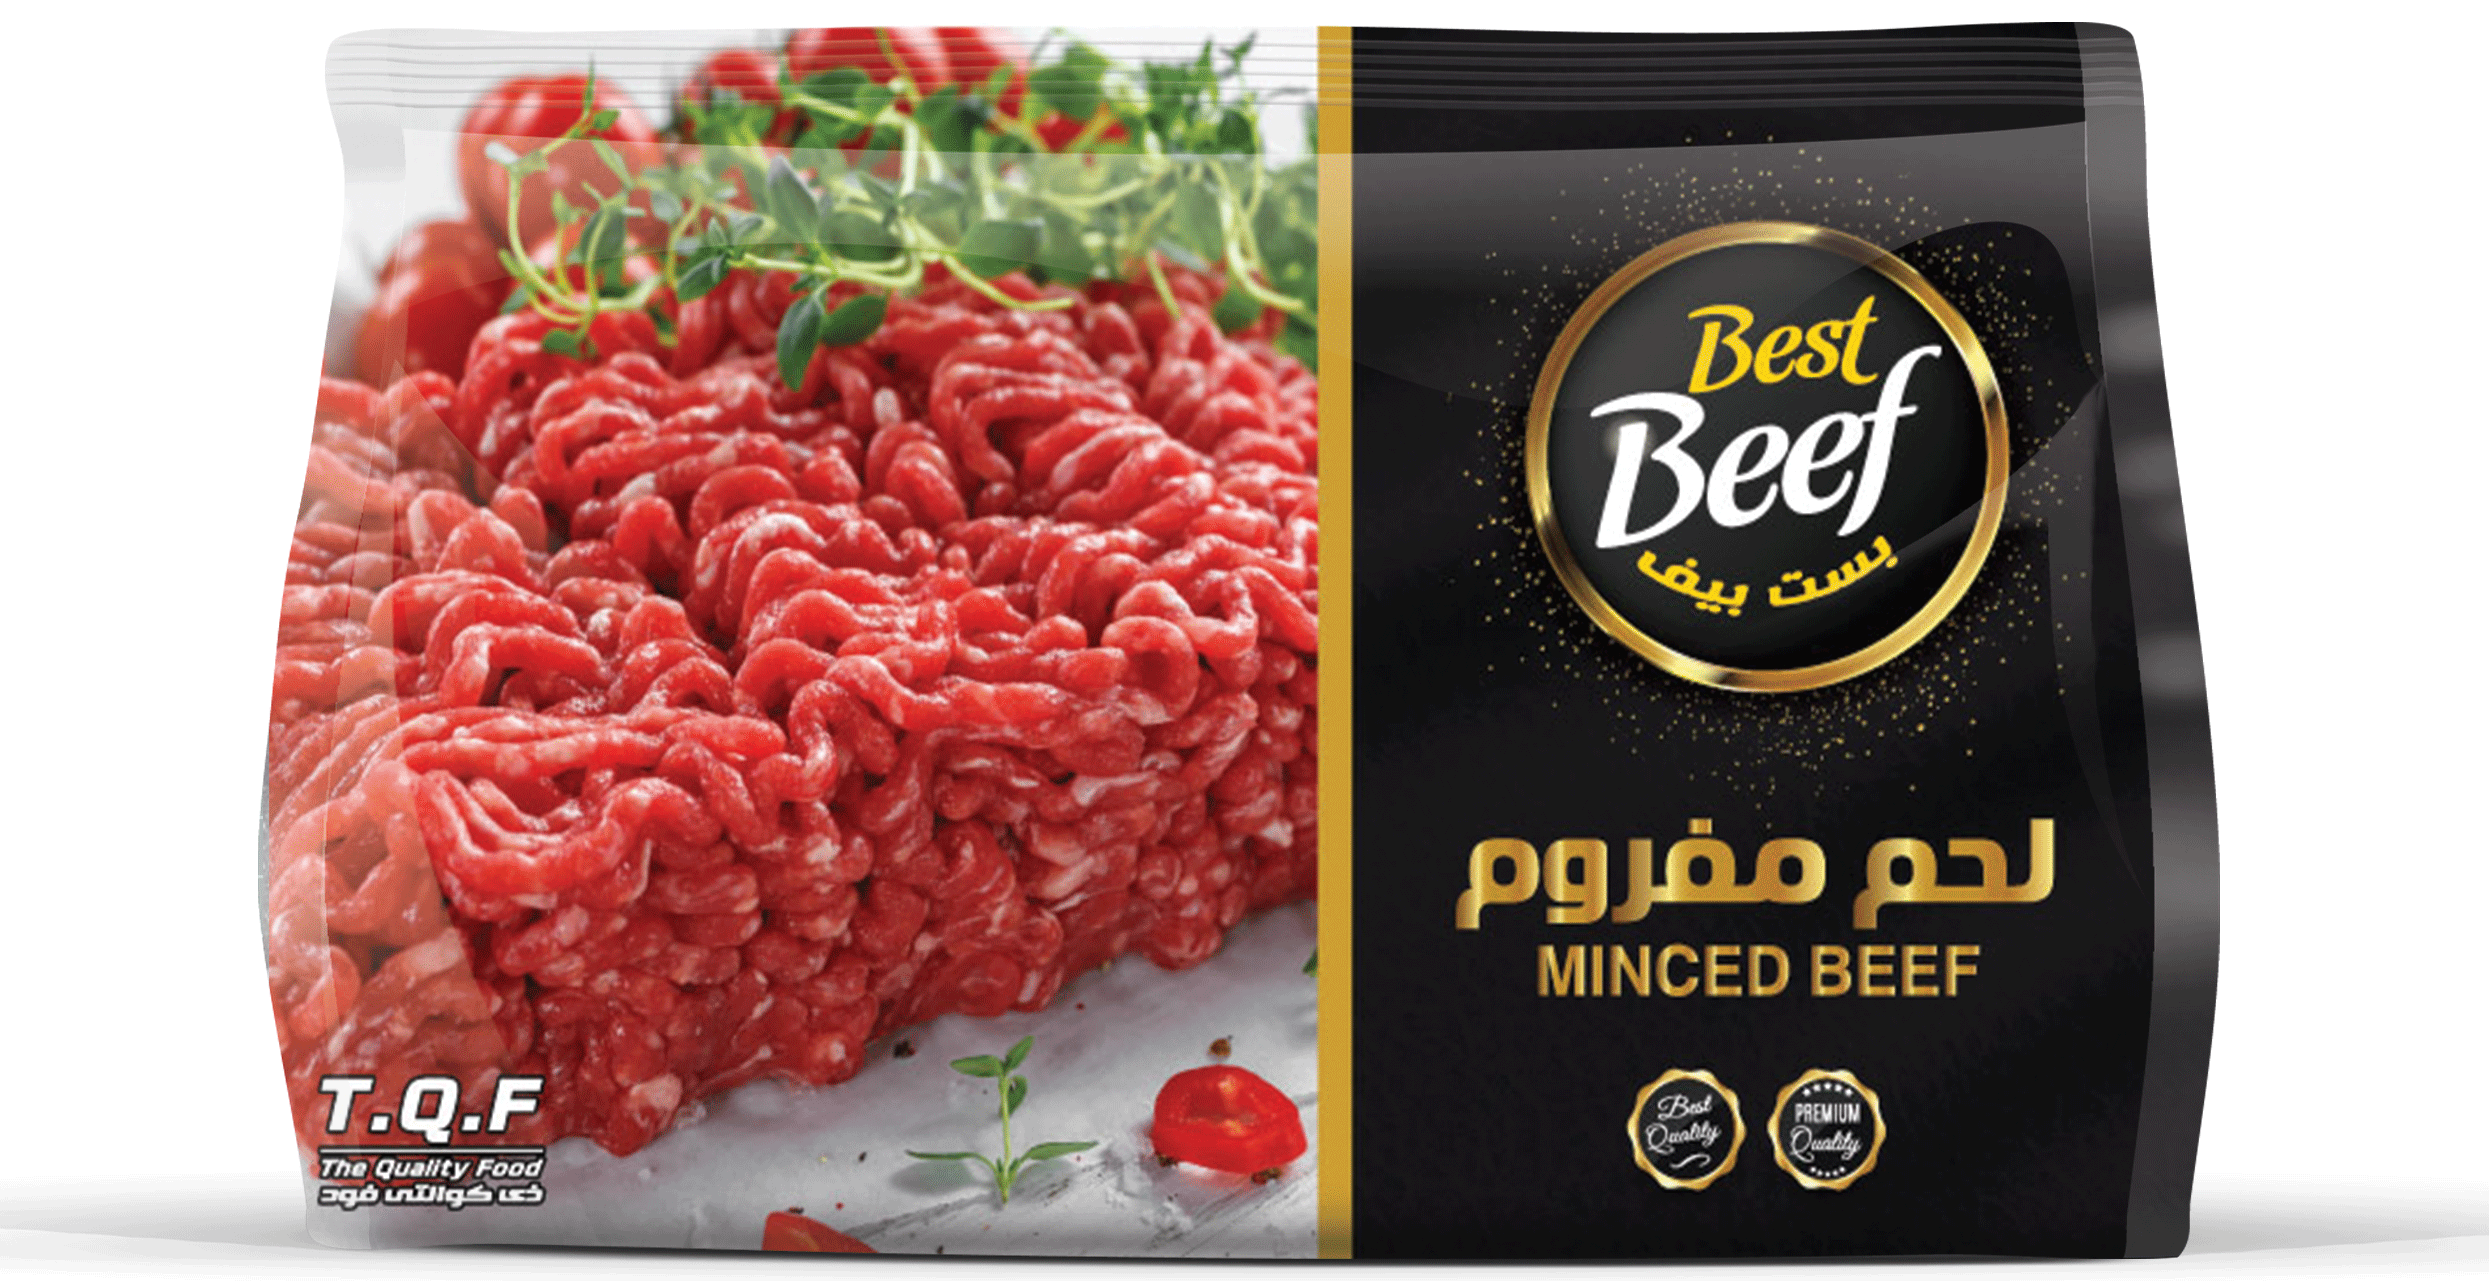 Best
Beef
بست بيف
لحم مفروم
MINCED BEEF
Best
Quality
PREMIUM
Quality
T.Q.F
The Quality Food
ذى كوالتى فود